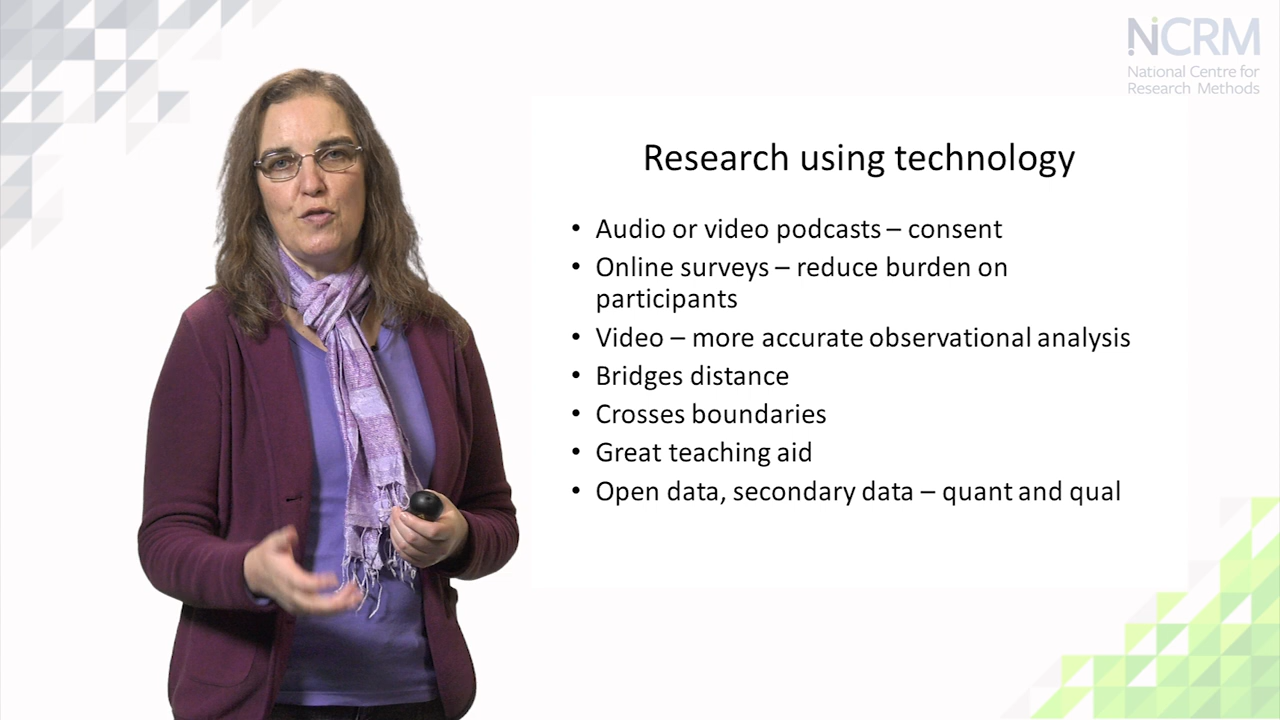 NCRM
National Centre for
Research Methods
Research using technology
• Audio or video podcasts – consent
• Online surveys – reduce burden on
participants
• Video – more accurate observational analysis
• Bridges distance
• Crosses boundaries
• Great teaching aid
• Open data, secondary data – quant and qual